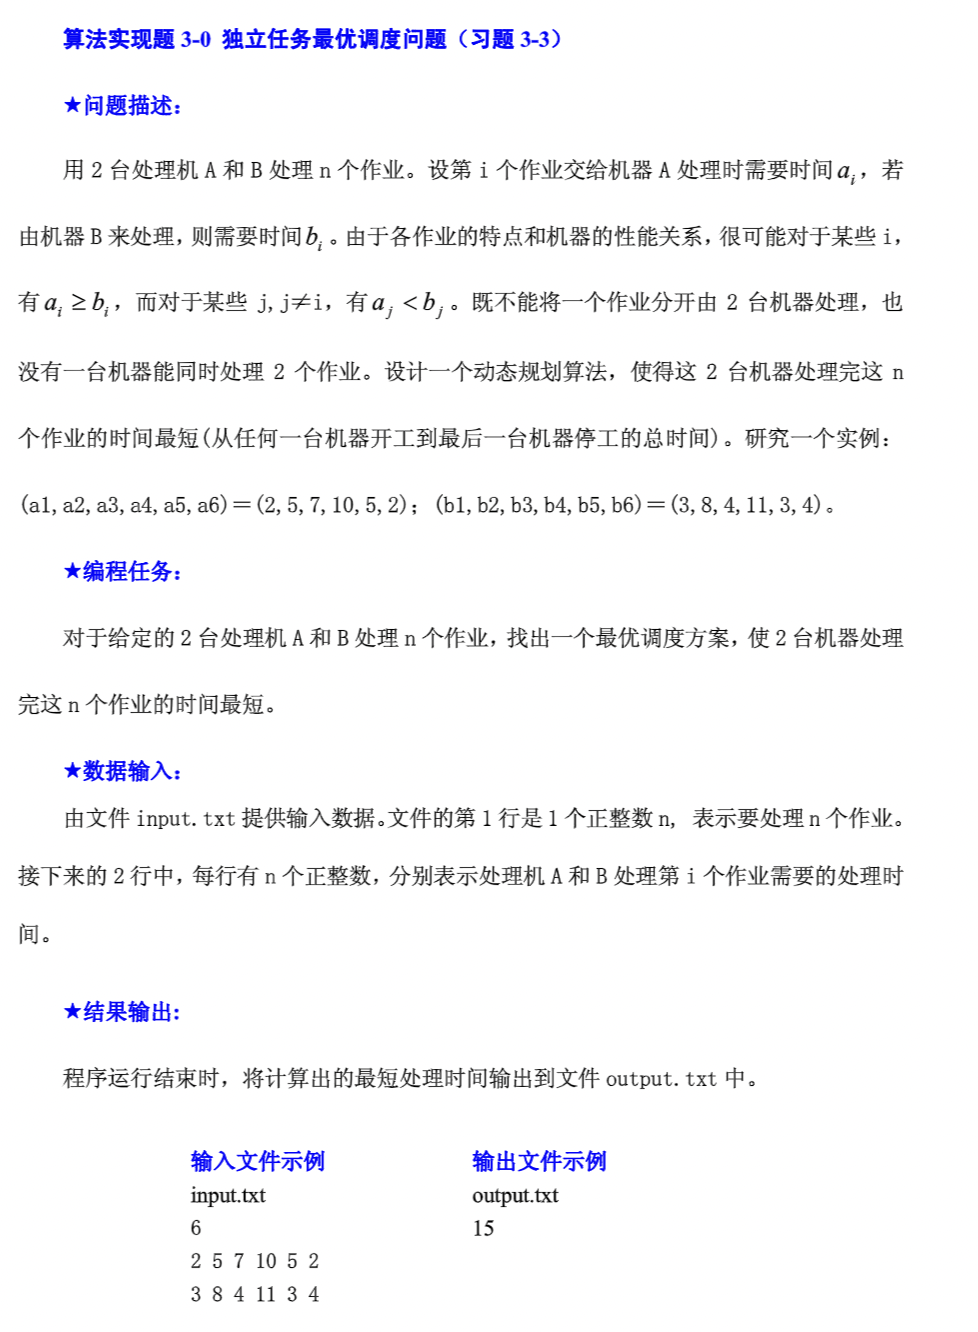 算法实现题 3-0 独立任务最优调度问题（习题 3-3）
★问题描述：
用 2 台处理机 A 和 B 处理 n 个作业。设第 i 个作业交给机器 A 处理时需要时间 aᵢ，若
由机器 B 来处理，则需要时间 bᵢ。由于各作业的特点和机器的性能关系，很可能对于某些 i，
有 aᵢ ≥ bᵢ，而对于某些 j,j≠i，有 aⱼ < bⱼ。既不能将一个作业分开由 2 台机器处理，也
没有一台机器能同时处理 2 个作业。设计一个动态规划算法，使得这 2 台机器处理完这 n
个作业的时间最短(从任何一台机器开工到最后一台机器停工的总时间)。研究一个实例：
(a1,a2,a3,a4,a5,a6)＝(2,5,7,10,5,2)；(b1,b2,b3,b4,b5,b6)＝(3,8,4,11,3,4)。
★编程任务：
对于给定的 2 台处理机 A 和 B 处理 n 个作业，找出一个最优调度方案，使 2 台机器处理
完这 n 个作业的时间最短。
★数据输入：
由文件 input.txt 提供输入数据。文件的第 1 行是 1 个正整数 n, 表示要处理 n 个作业。
接下来的 2 行中，每行有 n 个正整数，分别表示处理机 A 和 B 处理第 i 个作业需要的处理时
间。
★结果输出:
程序运行结束时，将计算出的最短处理时间输出到文件 output.txt 中。
输入文件示例 输出文件示例
input.txt output.txt
6 15
2 5 7 10 5 2
3 8 4 11 3 4